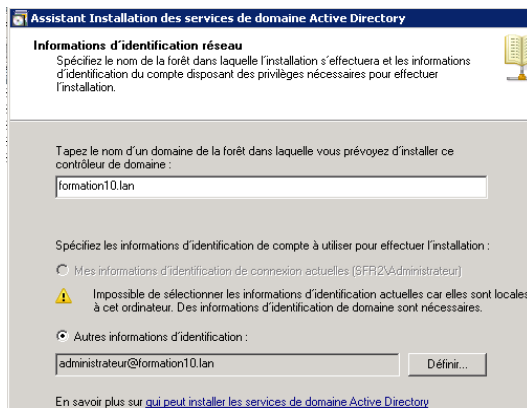 Assistant Installation des services de domaine Active Directory
Informations d'identification réseau
Spécifiez le nom de la forêt dans laquelle l'installation s'effectuera et les informations
d'identification du compte disposant des privilèges nécessaires pour effectuer
l'installation.
Tapez le nom d'un domaine de la forêt dans laquelle vous prévoyez d'installer ce
contrôleur de domaine :
formation10.lan
Spécifiez les informations d'identification de compte à utiliser pour effectuer l'installation :
Mes informations d'identification de connexion actuelles (SFR2\Administrateur)
Impossible de sélectionner les informations d'identification actuelles car elles sont locales
à cet ordinateur. Des informations d'identification de domaine sont nécessaires.
Autres informations d'identification :
administrateur@formation10.lan
Définir...
En savoir plus sur qui peut installer les services de domaine Active Directory